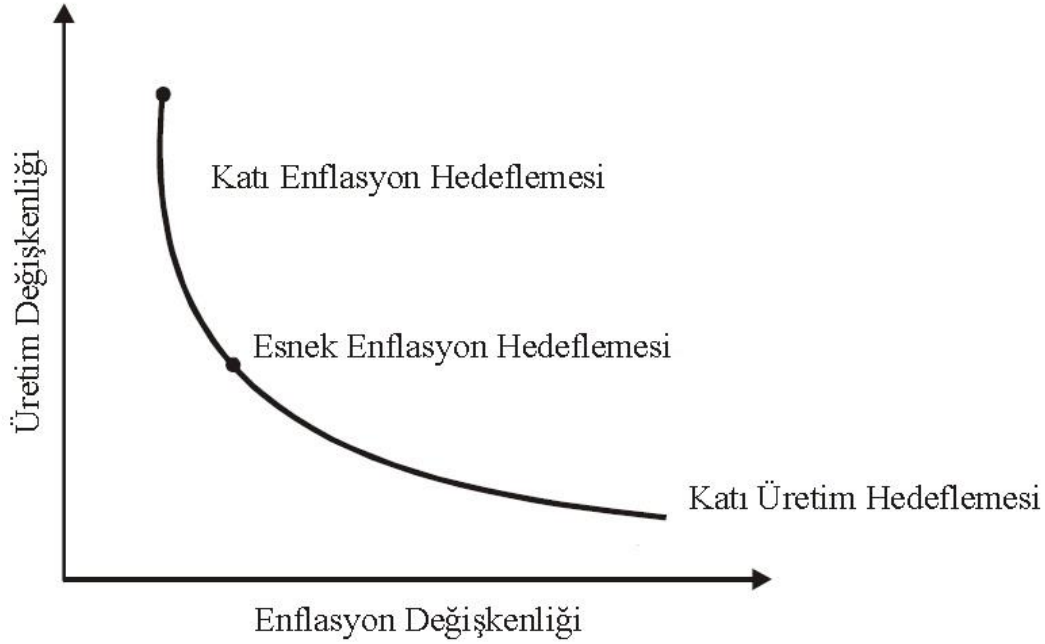 Üretim Değişkenliği
Katı Enflasyon Hedeflemesi
Esnek Enflasyon Hedeflemesi
Katı Üretim Hedeflemesi
Enflasyon Değişkenliği